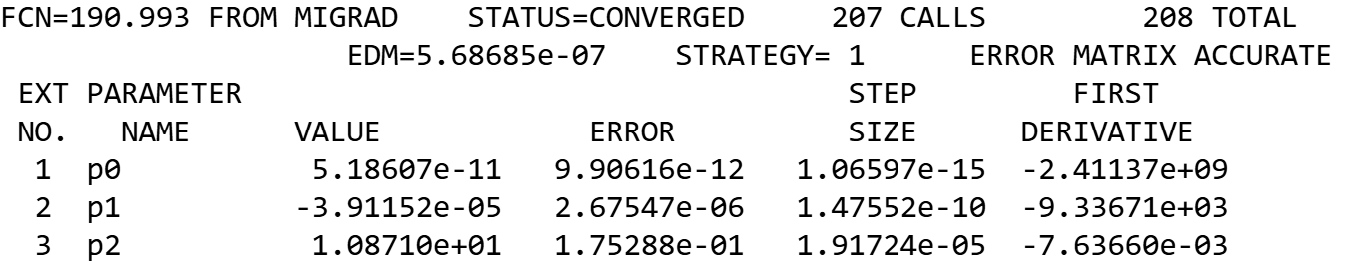 FCN=190.993 FROM MIGRAD    STATUS=CONVERGED     207 CALLS         208 TOTAL
EDM=5.68685e-07    STRATEGY= 1      ERROR MATRIX ACCURATE
EXT PARAMETER                                   STEP         FIRST
NO.   NAME      VALUE            ERROR          SIZE      DERIVATIVE
1  p0           5.18607e-11   9.90616e-12   1.06597e-15  -2.41137e+09
2  p1          -3.91152e-05   2.67547e-06   1.47552e-10  -9.33671e+03
3  p2           1.08710e+01   1.75288e-01   1.91724e-05  -7.63660e-03